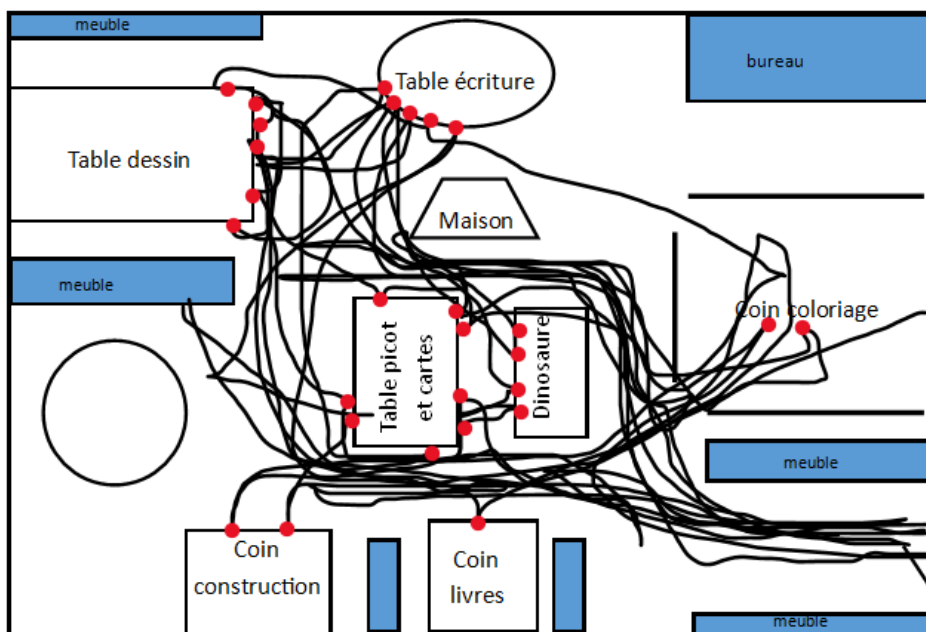 meuble
bureau
Table écriture
Table dessin
Maison
meuble
Coin coloriage
Table picot
et cartes
Dinosaure
meuble
Coin
construction
Coin
livres
meuble